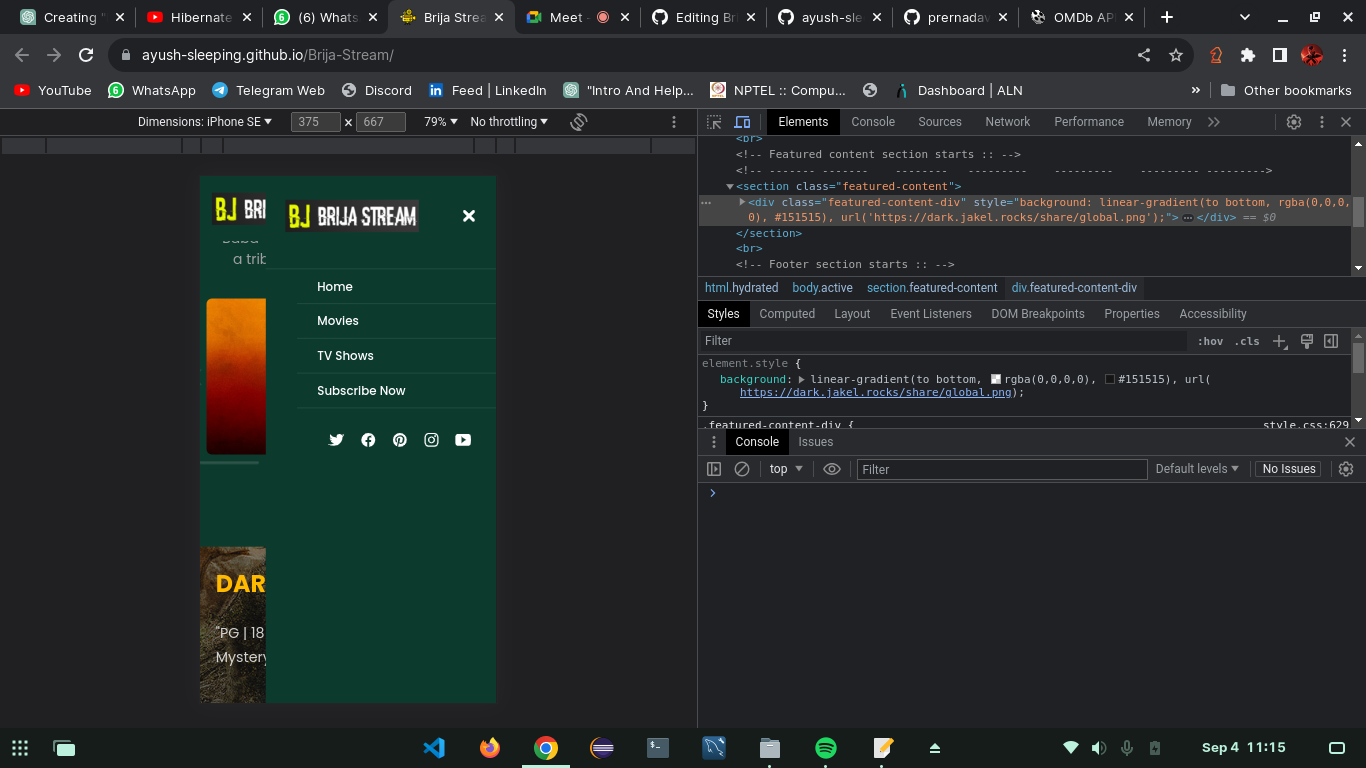 Creating "
Hibernate
(6) Whats
Brija Strea
Meet -
Editing Br
ayush-sle
prernadav
OMDb API
ayush-sleeping.github.io/Brija-Stream/
YouTube
WhatsApp
Telegram Web
Discord
Feed | LinkedIn
"Intro And Help...
NPTEL :: Compu...
Dashboard | ALN
»
Other bookmarks
Dimensions: iPhone SE
375 × 667
79%
No throttling
Elements
Console
Sources
Network
Performance
Memory
<br>
<!-- Featured content section starts :: -->
<!-- ------- ------- --------- --------- --------- --------- --------->
<section class="featured-content">
<div class="featured-content-div" style="background: linear-gradient(to bottom, rgba(0,0,0,
0), #151515), url('https://dark.jakel.rocks/share/global.png');"> … </div> == $0
</section>
<br>
<!-- Footer section starts :: -->
html.hydrated
body.active
section.featured-content
div.featured-content-div
Styles
Computed
Layout
Event Listeners
DOM Breakpoints
Properties
Accessibility
Filter
:hov
.cls
element.style {
background: linear-gradient(to bottom, rgba(0,0,0,0), #151515), url(
https://dark.jakel.rocks/share/global.png);
}
.featured-content-div {
style.css:629
Console
Issues
top
Filter
Default levels
No Issues
BJ BRI
BJ BRIJA STREAM
a trib
Home
Movies
TV Shows
Subscribe Now
DAR
"PG | 18
Mystery
Sep 4 11:15